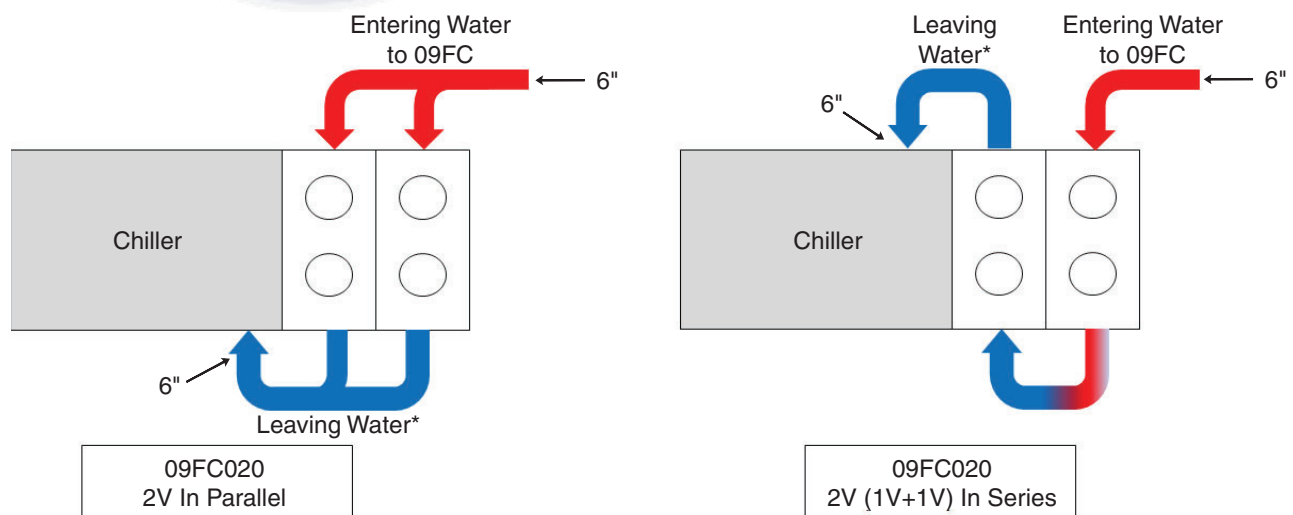 Entering Water
to 09FC
6"
Chiller
6"
Leaving Water*
09FC020
2V In Parallel
Leaving
Water*
Entering Water
to 09FC
6"
6"
Chiller
09FC020
2V (1V+1V) In Series